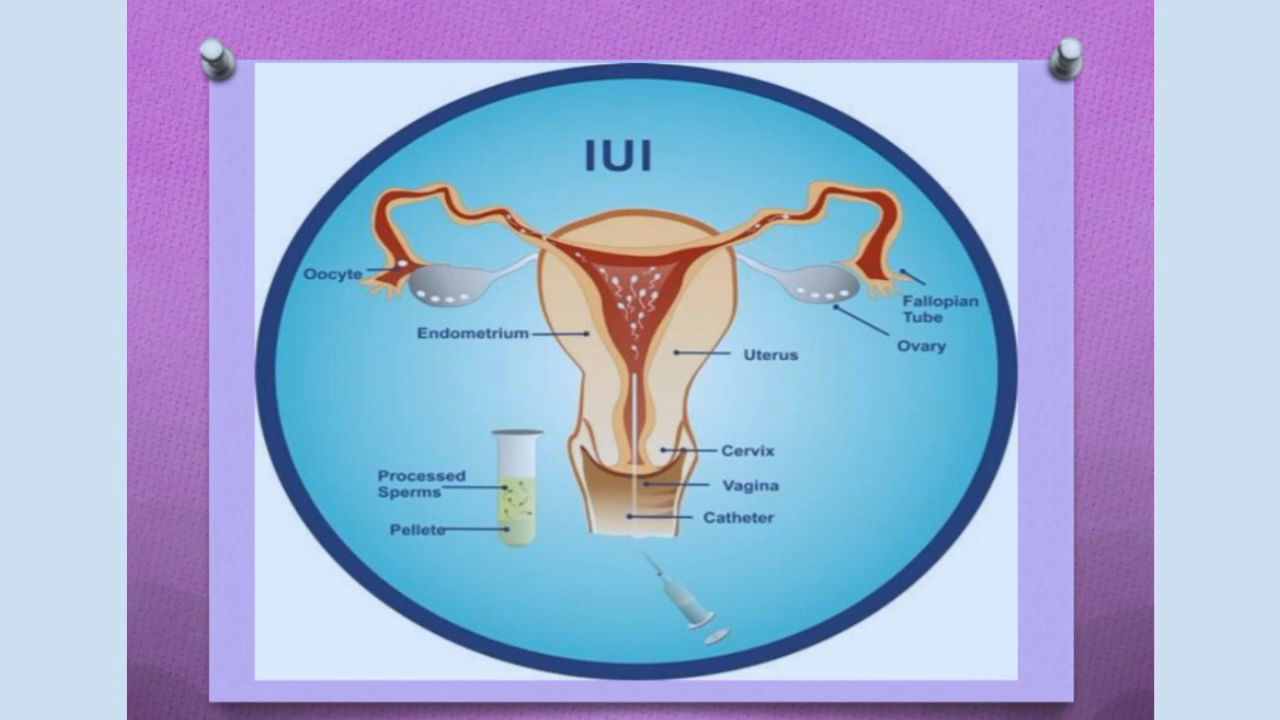 IUI
Oocyte
Fallopian
Tube
Endometrium
Ovary
Uterus
Cervix
Processed
Sperms
Vagina
Catheter
Pellete